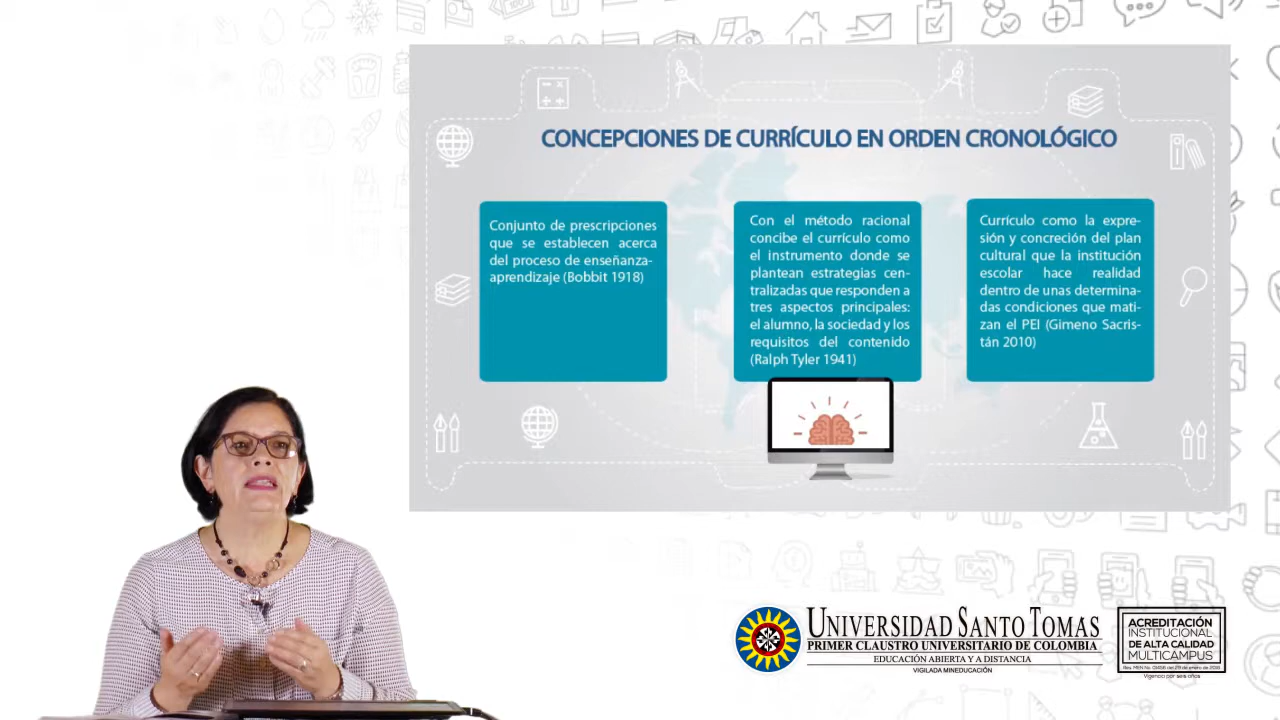 CONCEPCIONES DE CURRÍCULO EN ORDEN CRONOLÓGICO
Conjunto de prescripciones
que se establecen acerca
del proceso de enseñanza-
aprendizaje (Bobbit 1918)
Con el método racional
concibe el currículo como
el instrumento donde se
plantean estrategias cen-
tralizadas que responden a
tres aspectos principales:
el alumno, la sociedad y los
requisitos del contenido
(Ralph Tyler 1941)
Currículo como la expre-
sión y concreción del plan
cultural que la institución
escolar hace realidad
dentro de unas determina-
das condiciones que mati-
zan el PEI (Gimeno Sacris-
tán 2010)
UNIVERSIDAD SANTO TOMAS
PRIMER CLAUSTRO UNIVERSITARIO DE COLOMBIA
EDUCACIÓN ABIERTA Y A DISTANCIA
VIGILADA MINEDUCACIÓN
ACREDITACIÓN
INSTITUCIONAL
DE ALTA CALIDAD
MULTICAMPUS
Vigencia por seis años